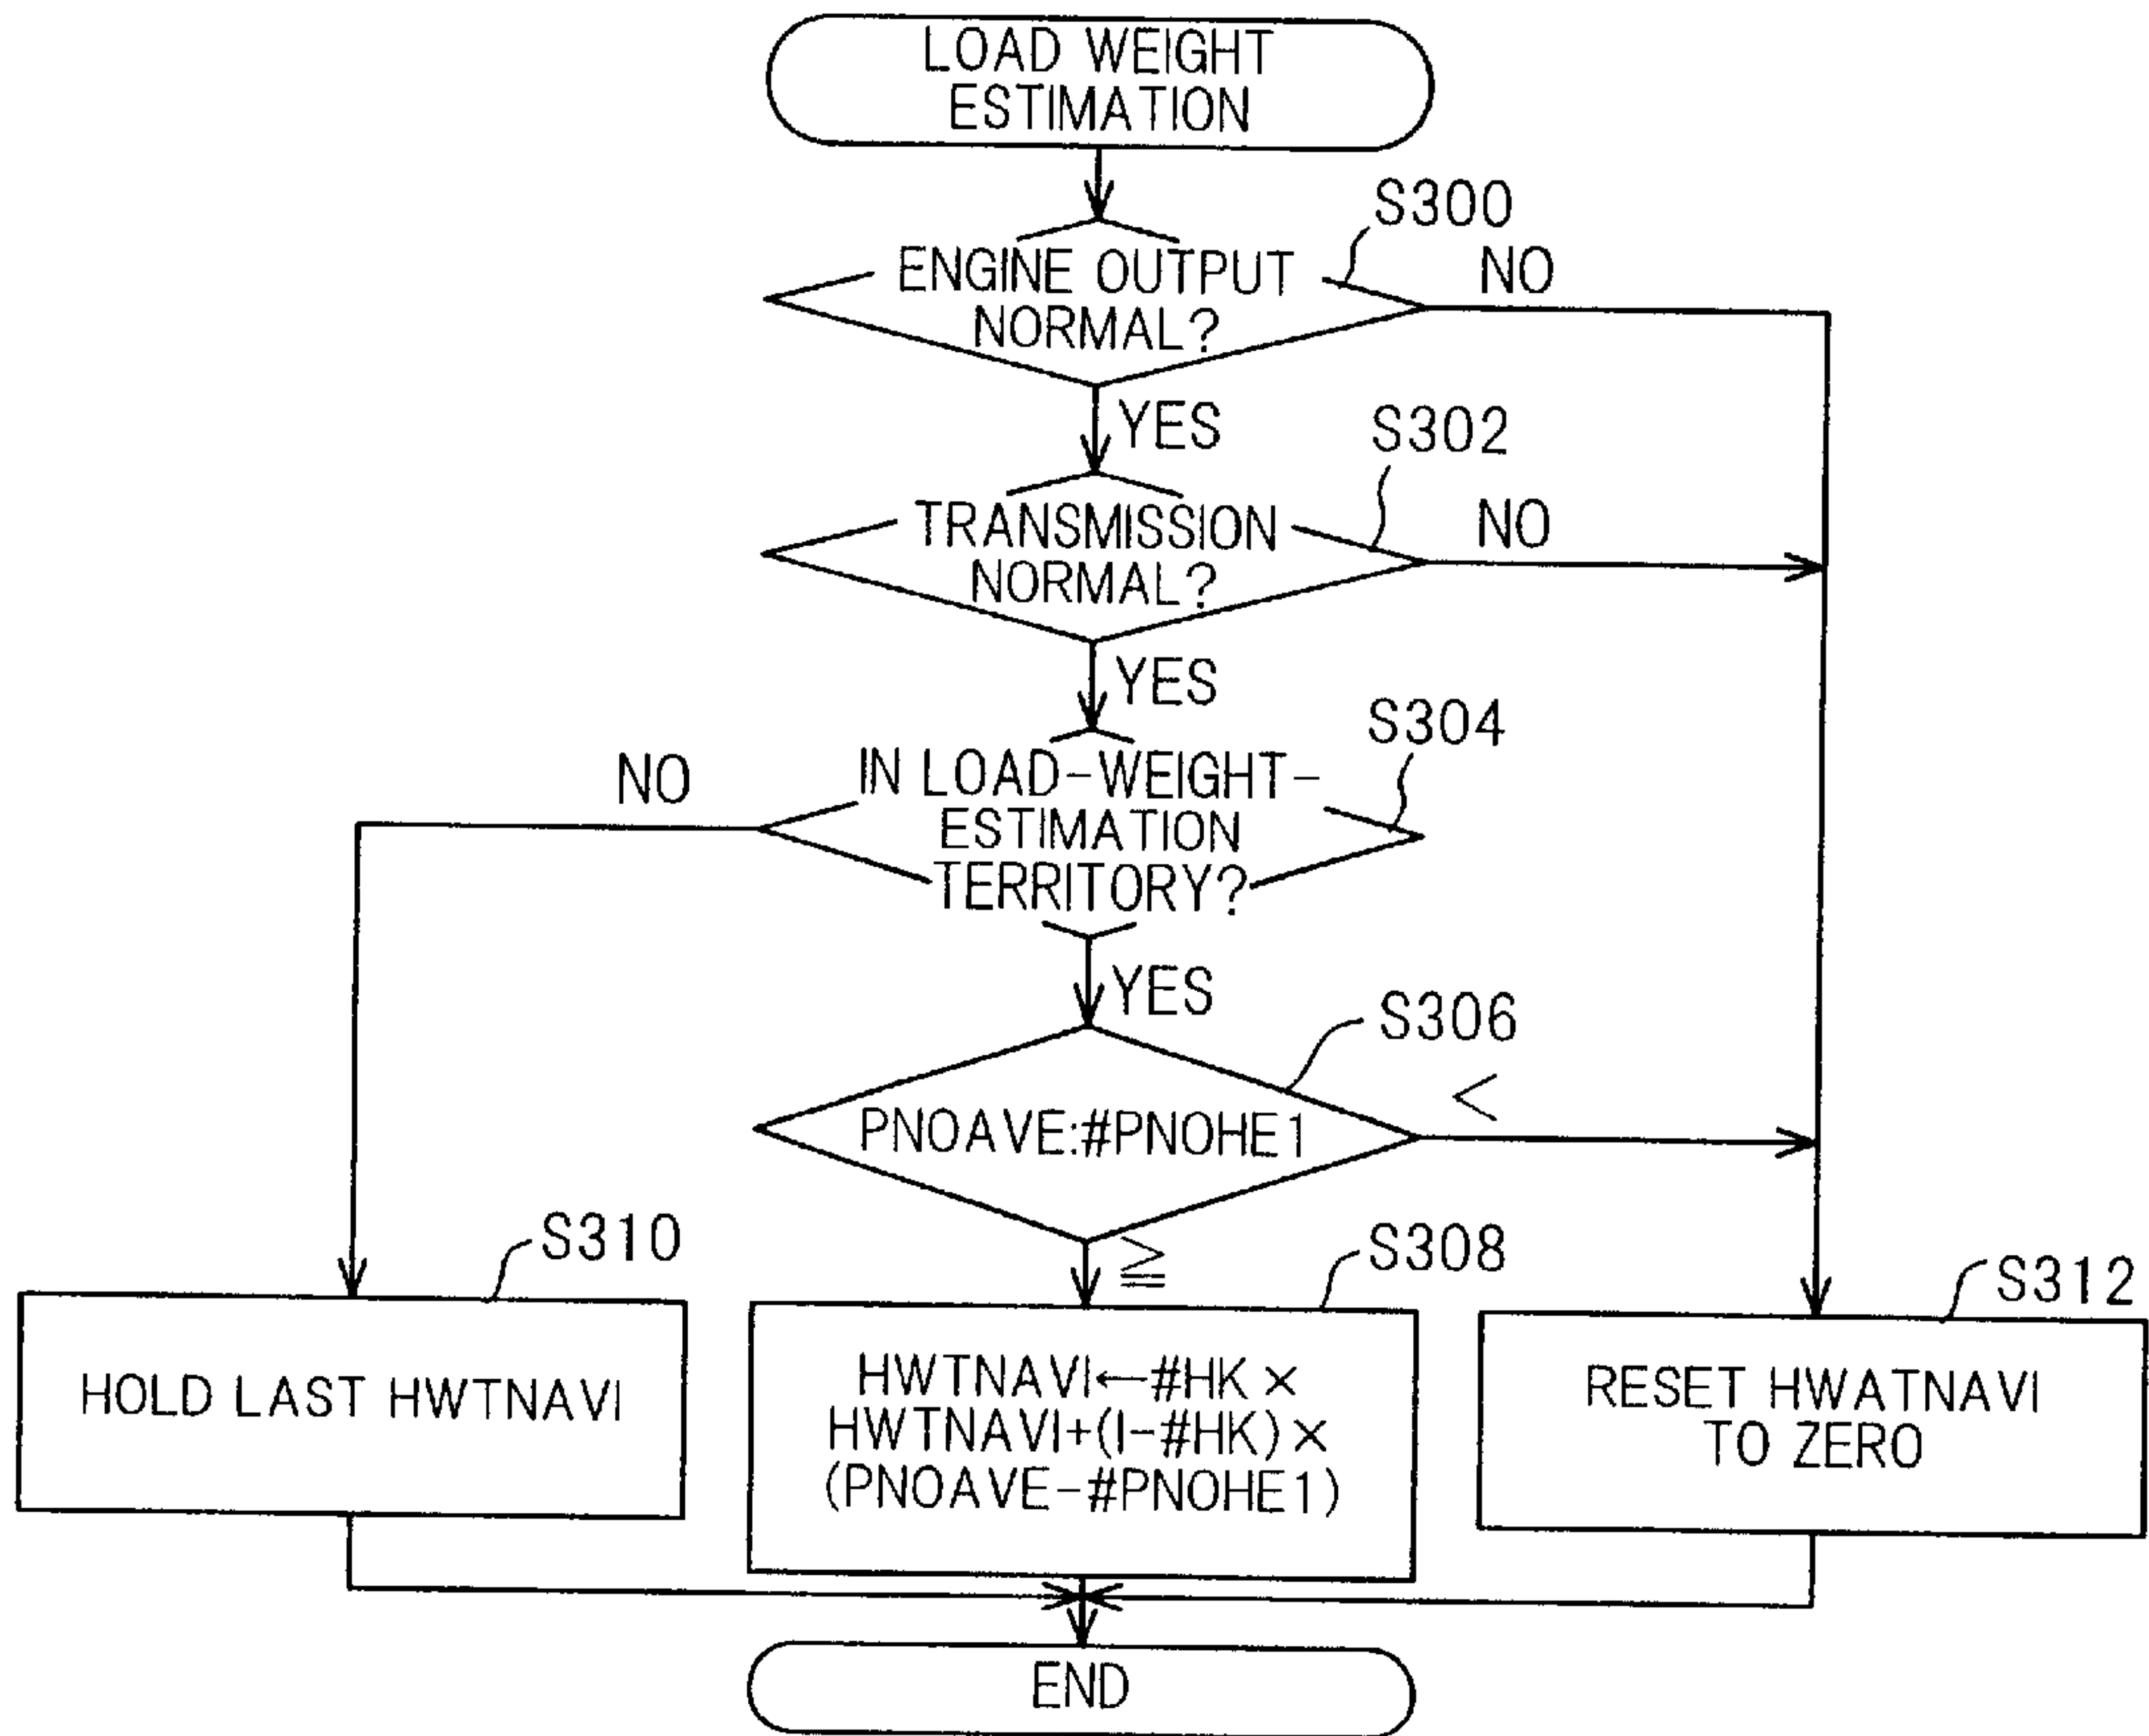 LOAD WEIGHT
ESTIMATION
S300
ENGINE OUTPUT
NORMAL?
NO
YES
S302
TRANSMISSION
NORMAL?
NO
YES
S304
NO
IN LOAD-WEIGHT-
ESTIMATION
TERRITORY?
YES
S306
PNOAVE:#PNOHE1
<
≧
S310
HOLD LAST HWTNAVI
S308
HWTNAVI←#HK ×
HWTNAVI+(I-#HK) ×
(PNOAVE-#PNOHE1)
S312
RESET HWATNAVI
TO ZERO
END